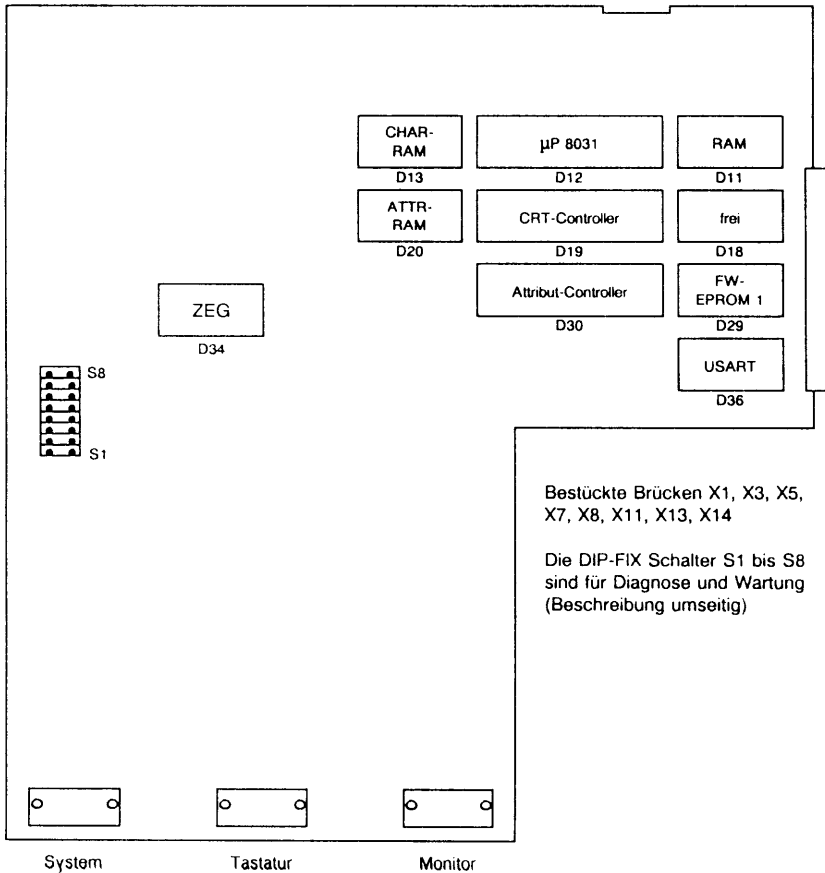 CHAR-
RAM
D13
µP 8031
D12
RAM
D11
ATTR-
RAM
D20
CRT-Controller
D19
frei
D18
ZEG
D34
Attribut-Controller
D30
FW-
EPROM 1
D29
USART
D36
S8
S1
Bestückte Brücken X1, X3, X5,
X7, X8, X11, X13, X14
Die DIP-FIX Schalter S1 bis S8
sind für Diagnose und Wartung
(Beschreibung umseitig)
System
Tastatur
Monitor